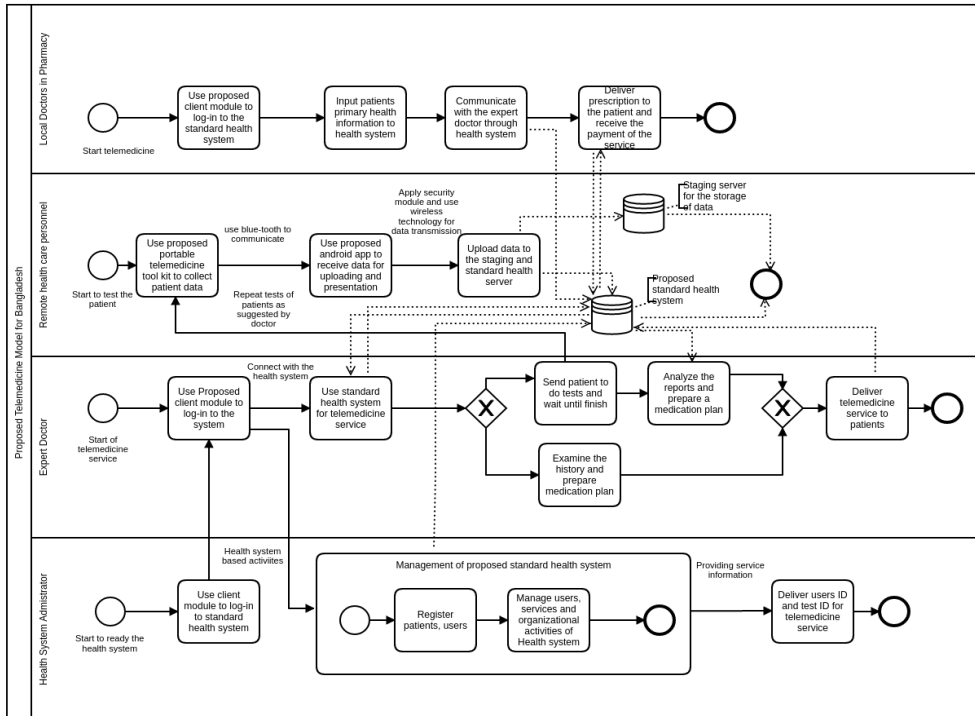 Proposed Telemedicine Model for Bangladesh
Local Doctors in Pharmacy
Start telemedicine
Use proposed
client module to
log-in to the
standard health
system
Input patients
primary health
information to
health system
Communicate
with the expert
doctor through
health system
Deliver
prescription to
the patient and
receive the
payment of the
service
Remote health care personnel
Start to test the
patient
Use proposed
portable
telemedicine
tool kit to collect
patient data
use blue-tooth to
communicate
Use proposed
android app to
receive data for
uploading and
presentation
Apply security
module and use
wireless
technology for
data transmission
Upload data to
the staging and
standard health
server
Staging server
for the storage
of data
Proposed
standard health
system
Repeat tests of
patients as
suggested by
doctor
Expert Doctor
Start of
telemedicine
service
Use Proposed
client module to
log-in to the
system
Connect with the
health system
Use standard
health system
for telemedicine
service
X
Send patient to
do tests and
wait until finish
Analyze the
reports and
prepare a
medication plan
Examine the
history and
prepare
medication plan
X
Deliver
telemedicine
service to
patients
Health System Admistrator
Start to ready the
health system
Use client
module to log-in
to standard
health system
Health system
based activiites
Management of proposed standard health system
Register
patients, users
Manage users,
services and
organizational
activities of
Health system
Providing service
information
Deliver users ID
and test ID for
telemedicine
service